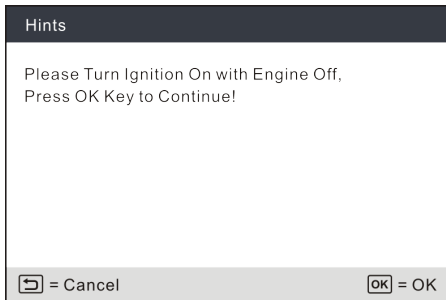 Hints
Please Turn Ignition On with Engine Off,
Press OK Key to Continue!
= Cancel
OK = OK